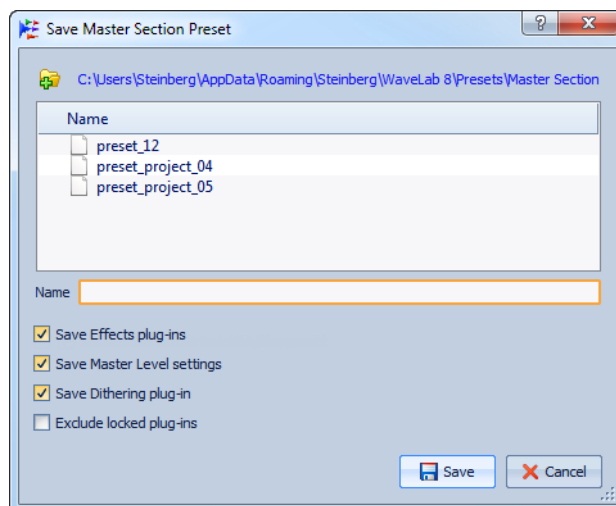 Save Master Section Preset
C:\Users\Steinberg\AppData\Roaming\Steinberg\WaveLab 8\Presets\Master Section
Name
preset_12
preset_project_04
preset_project_05
Name
Save Effects plug-ins
Save Master Level settings
Save Dithering plug-in
Exclude locked plug-ins
Save Cancel